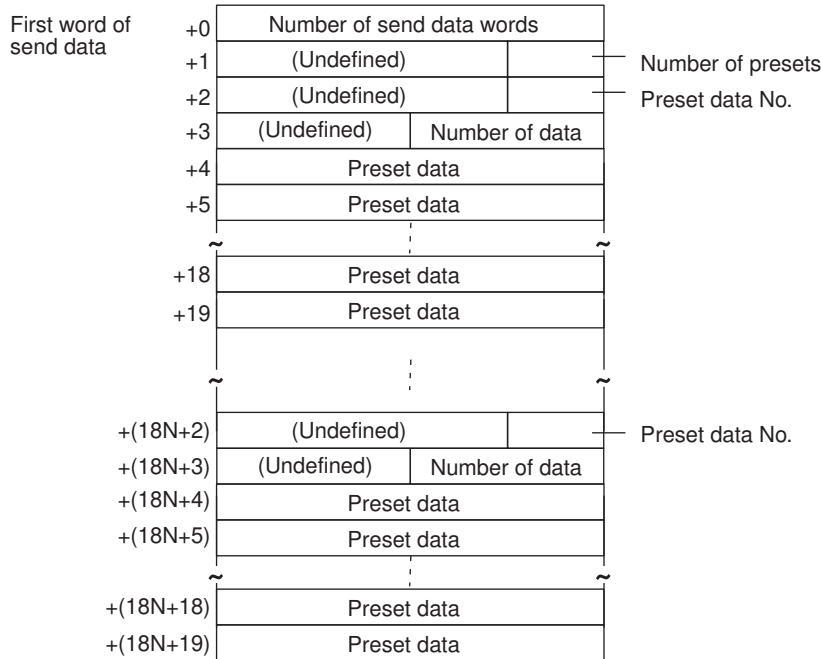 First word of
send data
+0 Number of send data words
+1 (Undefined) Number of presets
+2 (Undefined) Preset data No.
+3 (Undefined) Number of data
+4 Preset data
+5 Preset data
~ ~
+18 Preset data
+19 Preset data
~ ~
+(18N+2) (Undefined) Preset data No.
+(18N+3) (Undefined) Number of data
+(18N+4) Preset data
+(18N+5) Preset data
~ ~
+(18N+18) Preset data
+(18N+19) Preset data